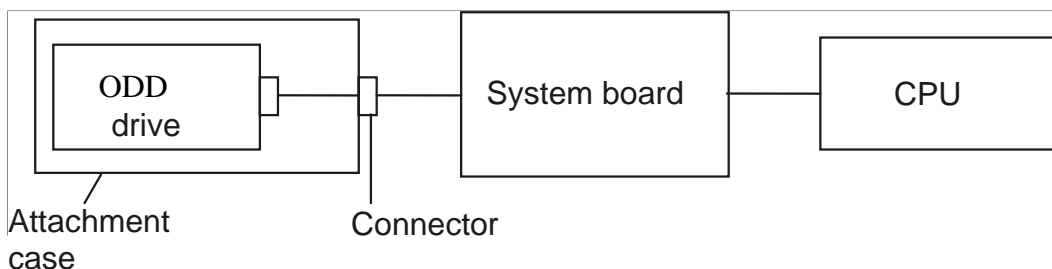 ODD
drive
System board
CPU
Attachment
case
Connector